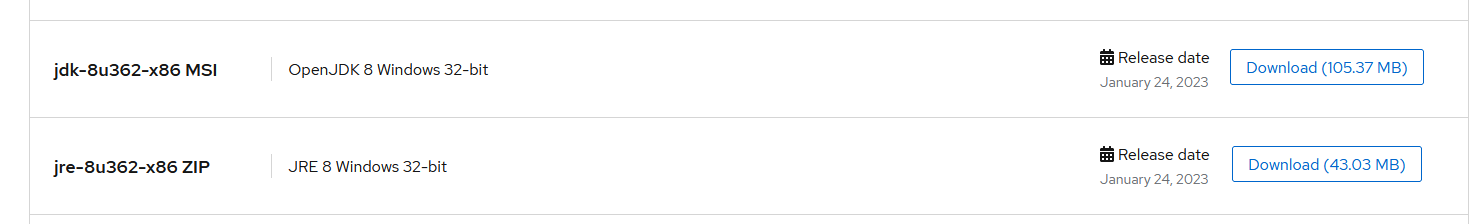 jdk-8u362-x86 MSI
OpenJDK 8 Windows 32-bit
Release date
January 24, 2023
Download (105.37 MB)
jre-8u362-x86 ZIP
JRE 8 Windows 32-bit
Release date
January 24, 2023
Download (43.03 MB)